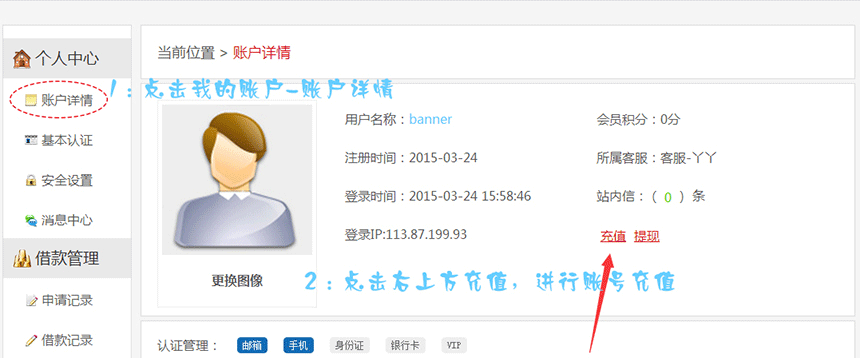 个人中心
账户详情
基本认证
安全设置
消息中心
借款管理
申请记录
借款记录
当前位置 > 账户详情
1：点击我的账户-账户详情
更换图像
用户名称：banner
会员积分：0分
注册时间：2015-03-24
所属客服：客服-丫丫
登录时间：2015-03-24 15:58:46
站内信：（ 0 ）条
登录IP:113.87.199.93
充值 提现
2：点击右上方充值，进行账号充值
认证管理： 邮箱 手机 身份证 银行卡 VIP